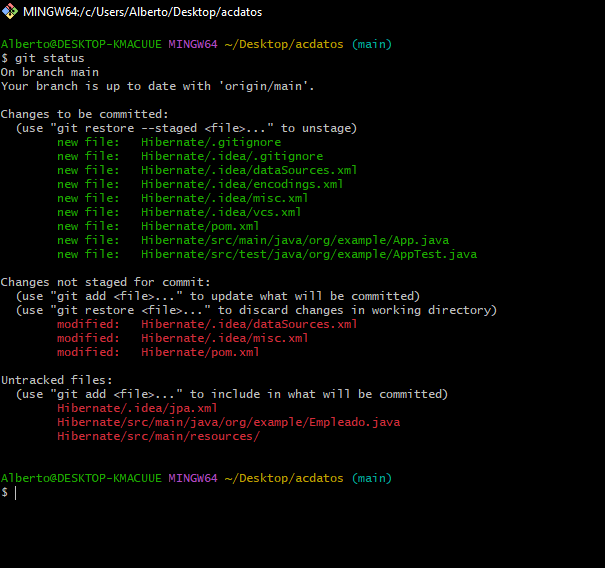 MINGW64:/c/Users/Alberto/Desktop/acdatos
Alberto@DESKTOP-KMACUUE MINGW64 ~/Desktop/acdatos (main)
$ git status
On branch main
Your branch is up to date with 'origin/main'.
Changes to be committed:
(use "git restore --staged <file>..." to unstage)
new file: Hibernate/.gitignore
new file: Hibernate/.idea/.gitignore
new file: Hibernate/.idea/dataSources.xml
new file: Hibernate/.idea/encodings.xml
new file: Hibernate/.idea/misc.xml
new file: Hibernate/.idea/vcs.xml
new file: Hibernate/pom.xml
new file: Hibernate/src/main/java/org/example/App.java
new file: Hibernate/src/test/java/org/example/AppTest.java
Changes not staged for commit:
(use "git add <file>..." to update what will be committed)
(use "git restore <file>..." to discard changes in working directory)
modified: Hibernate/.idea/dataSources.xml
modified: Hibernate/.idea/misc.xml
modified: Hibernate/pom.xml
Untracked files:
(use "git add <file>..." to include in what will be committed)
Hibernate/.idea/jpa.xml
Hibernate/src/main/java/org/example/Empleado.java
Hibernate/src/main/resources/
Alberto@DESKTOP-KMACUUE MINGW64 ~/Desktop/acdatos (main)
$